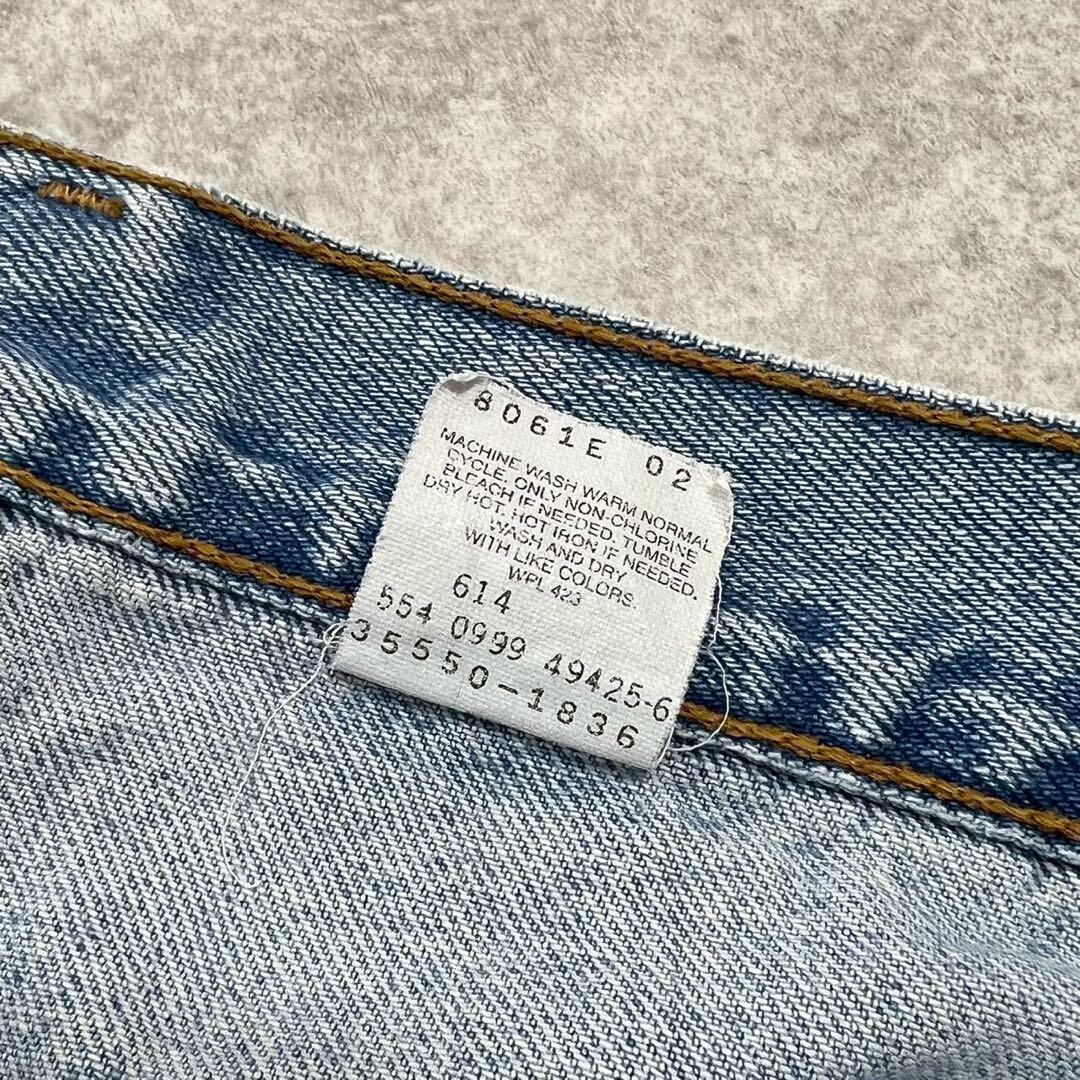 8061E 02
MACHINE WASH WARM NORMAL
CYCLE. ONLY NON-CHLORINE
BLEACH IF NEEDED. TUMBLE
DRY HOT. HOT IRON IF NEEDED.
WASH AND DRY
WITH LIKE COLORS.
WPL 423
614
554 0999 49425-6
35550-1836